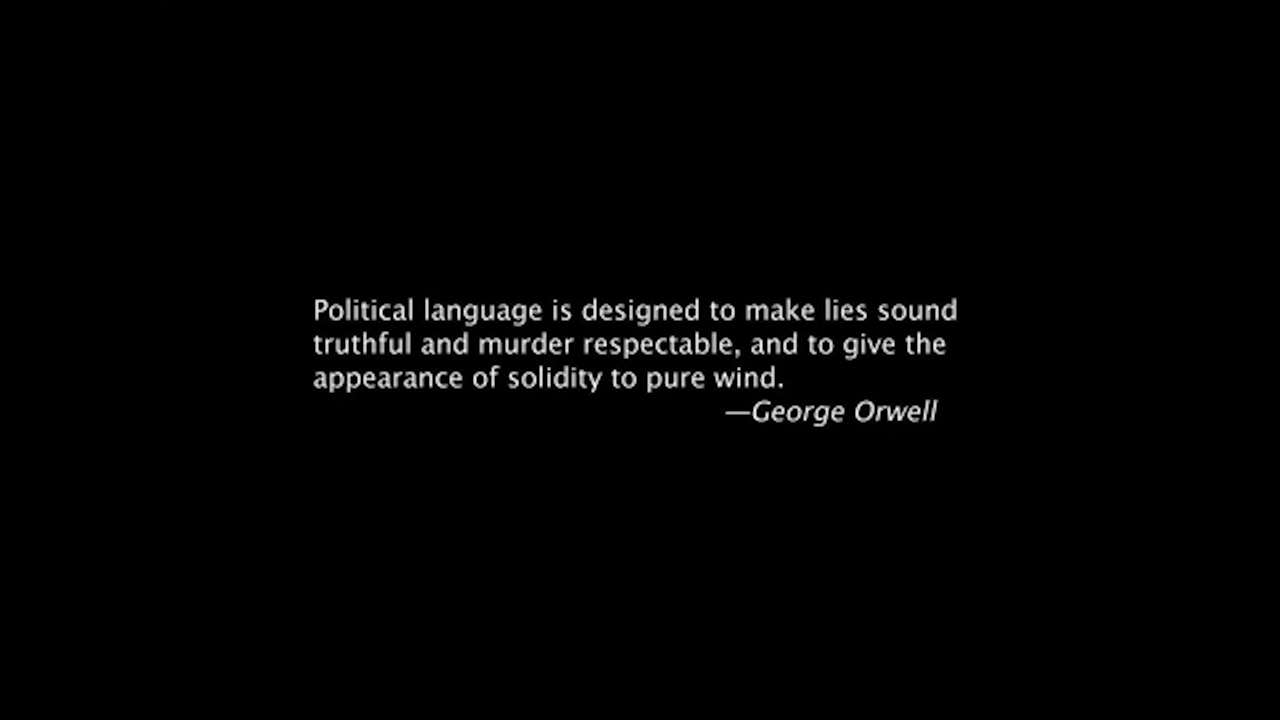 Political language is designed to make lies sound
truthful and murder respectable, and to give the
appearance of solidity to pure wind.
—George Orwell